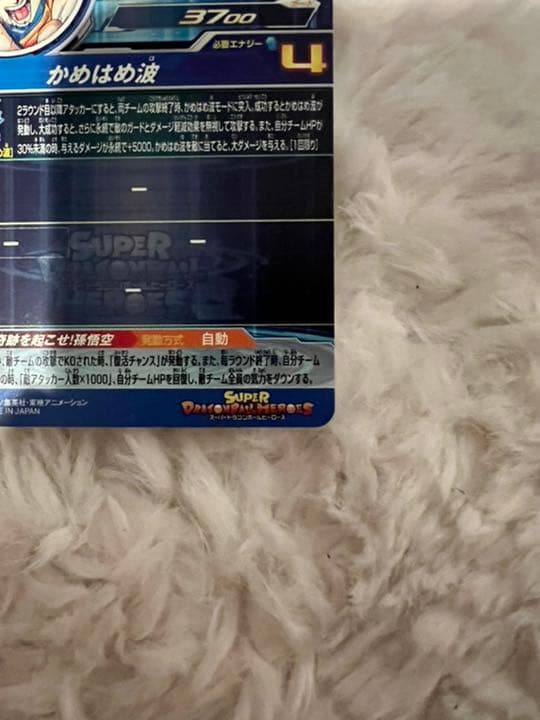 3700
必要エナジー 4
かめはめ波
2ラウンド目以降アタッカーにすると、両チームの攻撃終了時、かめはめ波モードに突入。成功するとかめはめ波が
発動し、大成功すると、さらに永続で敵のガードとダメージ軽減効果を無視して攻撃する。また、自分チームHPが
30%未満の時、与えるダメージが永続で+5000。かめはめ波を敵に当てると、大ダメージを与える。[1回限り]
ー
ー ー
ー
SUPER
DRAGONBALL
HEROES
跡を起こせ!孫悟空 発動方式 自動
、敵チームの攻撃でKOされた時、「復活チャンス」が発動する。また、毎ラウンド終了時、自分チーム
の時、「敵アタッカー人数×1000」、自分チームHPを回復し、敵チーム全員の気力をダウンする。
集英社・東映アニメーション
E IN JAPAN
SUPER
DRAGONBALL HEROES
スーパードラゴンボールヒーローズ